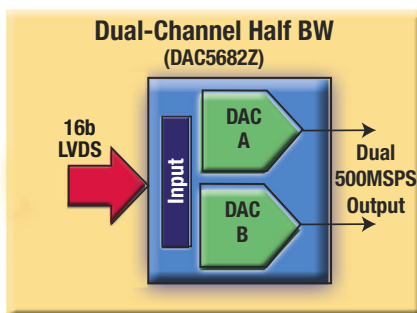 Dual-Channel Half BW
(DAC5682Z)
16b
LVDS
Input
DAC
A
DAC
B
Dual
500MSPS
Output